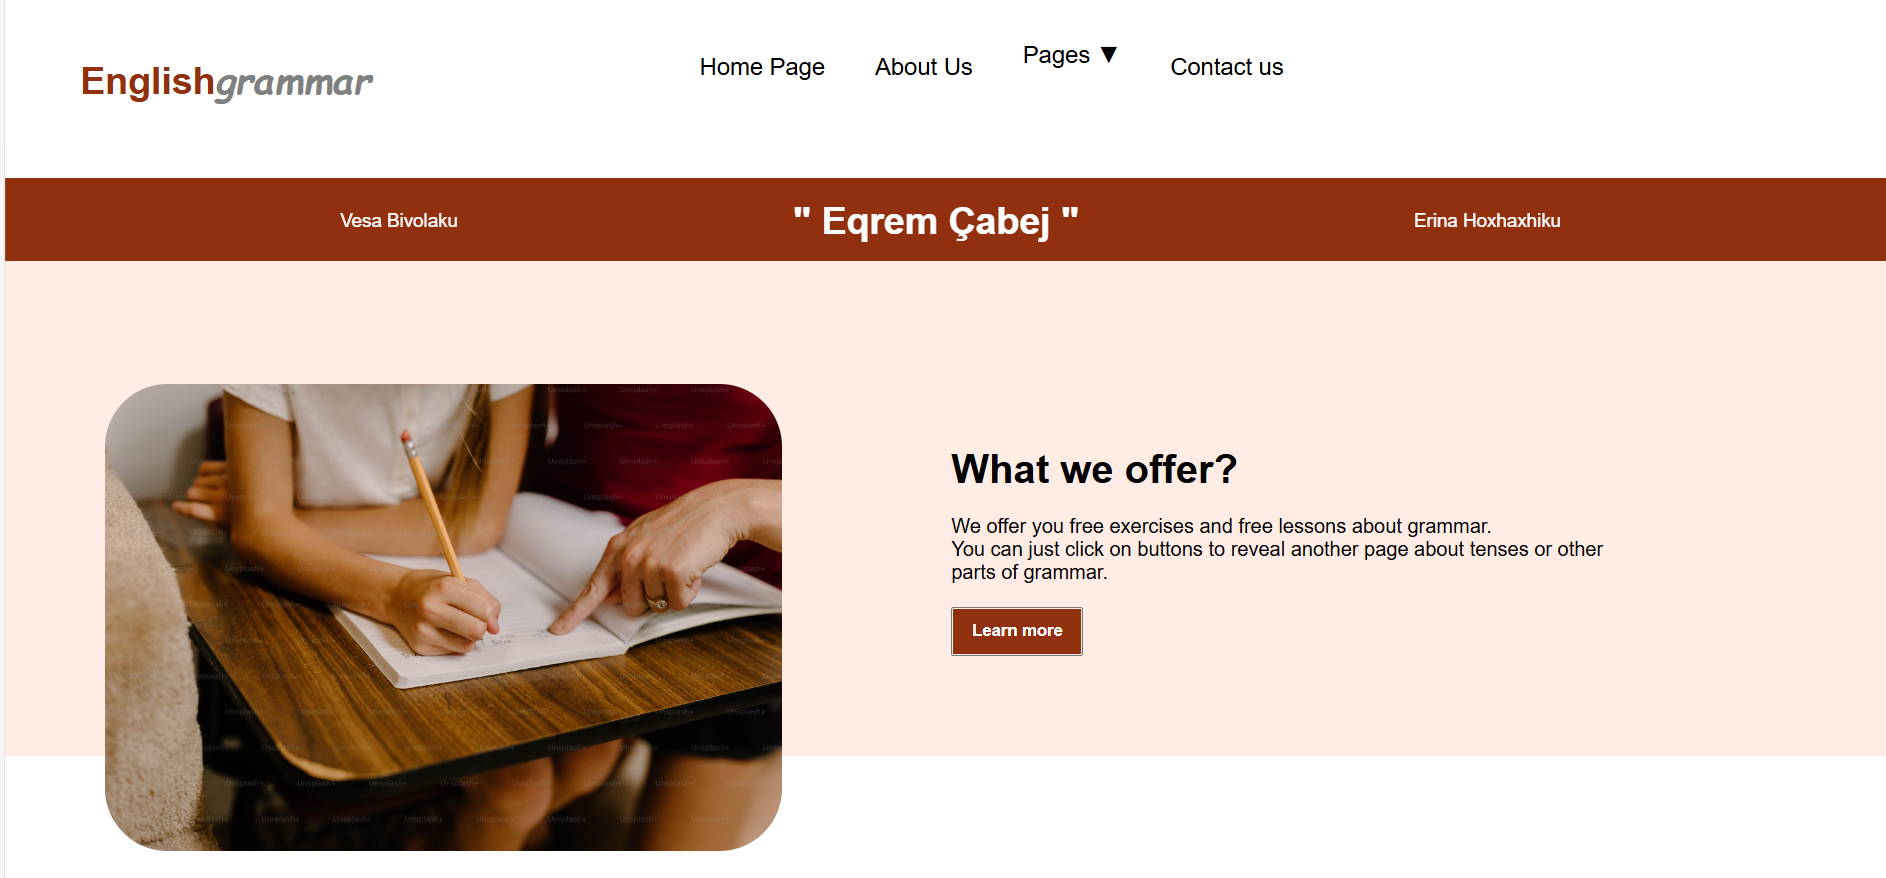 Englishgrammar
Home Page About Us Pages ▼ Contact us
Vesa Bivolaku " Eqrem Çabej " Erina Hoxhaxhiku
What we offer?
We offer you free exercises and free lessons about grammar.
You can just click on buttons to reveal another page about tenses or other
parts of grammar.
Learn more
Unsplash+